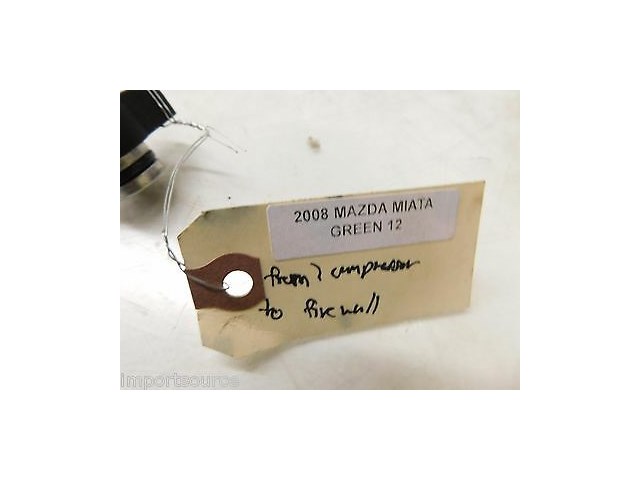 2008 MAZDA MIATA
GREEN 12
from compressor
to firewall
importsource